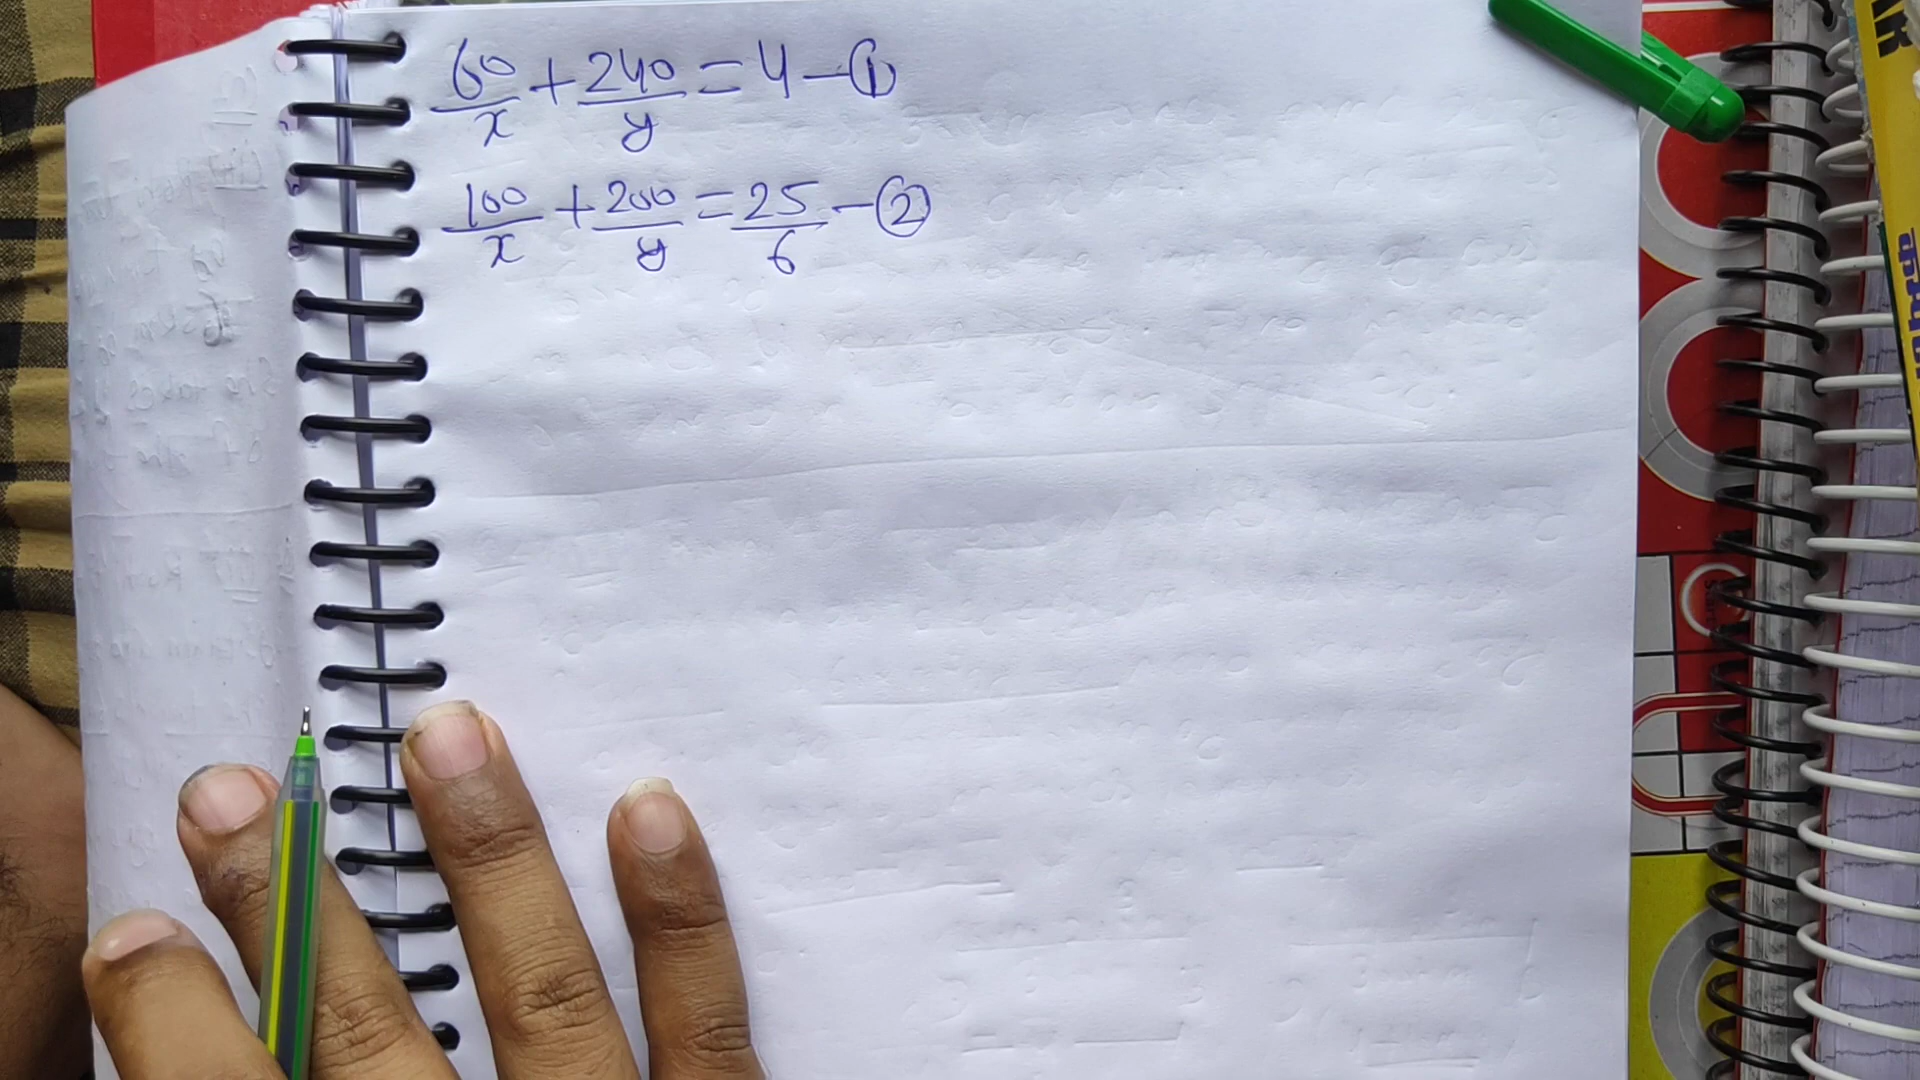 60/x + 240/y = 4 — ①
100/x + 200/y = 25/6 — ②